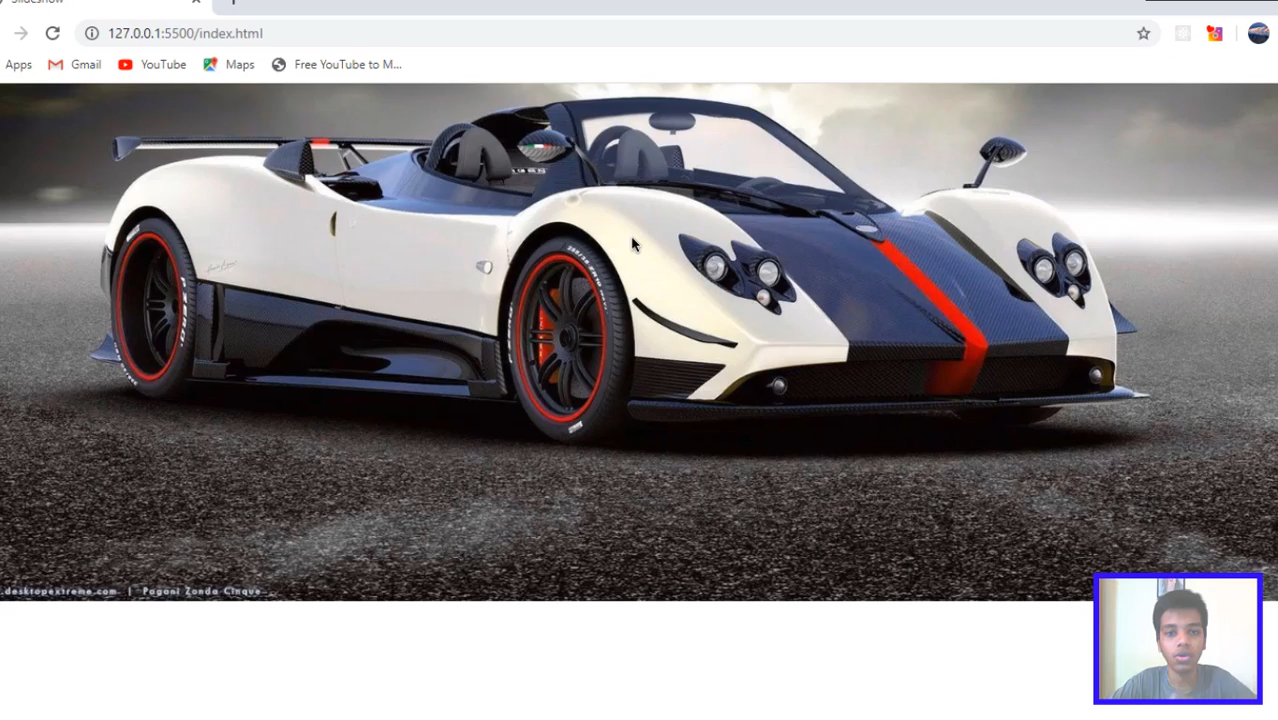 Slideshow
127.0.0.1:5500/index.html
Apps
Gmail
YouTube
Maps
Free YouTube to M...
.desktopextreme.com | Pagani Zonda Cinque